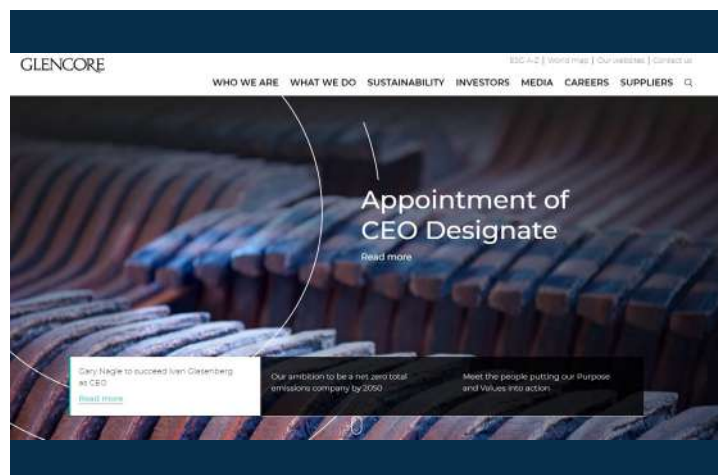 GLENCORE
ESG A-Z | World map | Our websites | Contact us
WHO WE ARE WHAT WE DO SUSTAINABILITY INVESTORS MEDIA CAREERS SUPPLIERS
Appointment of
CEO Designate
Read more
Gary Nagle to succeed Ivan Glasenberg
as CEO
Read more
Our ambition to be a net zero total
emissions company by 2050
Meet the people putting our Purpose
and Values into action